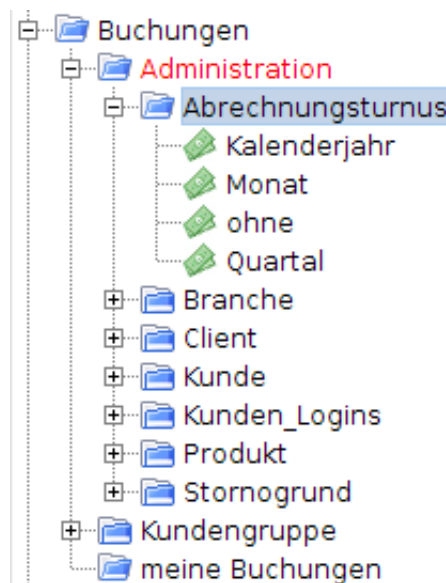 Buchungen
Administration
Abrechnungsturnus
Kalenderjahr
Monat
ohne
Quartal
Branche
Client
Kunde
Kunden_Logins
Produkt
Stornogrund
Kundengruppe
meine Buchungen